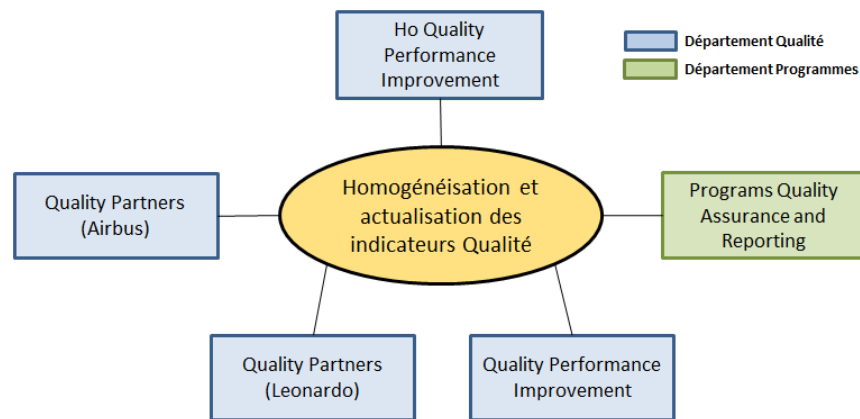 Ho Quality
Performance
Improvement
Département Qualité
Département Programmes
Quality Partners
(Airbus)
Homogénéisation et
actualisation des
indicateurs Qualité
Programs Quality
Assurance and
Reporting
Quality Partners
(Leonardo)
Quality Performance
Improvement